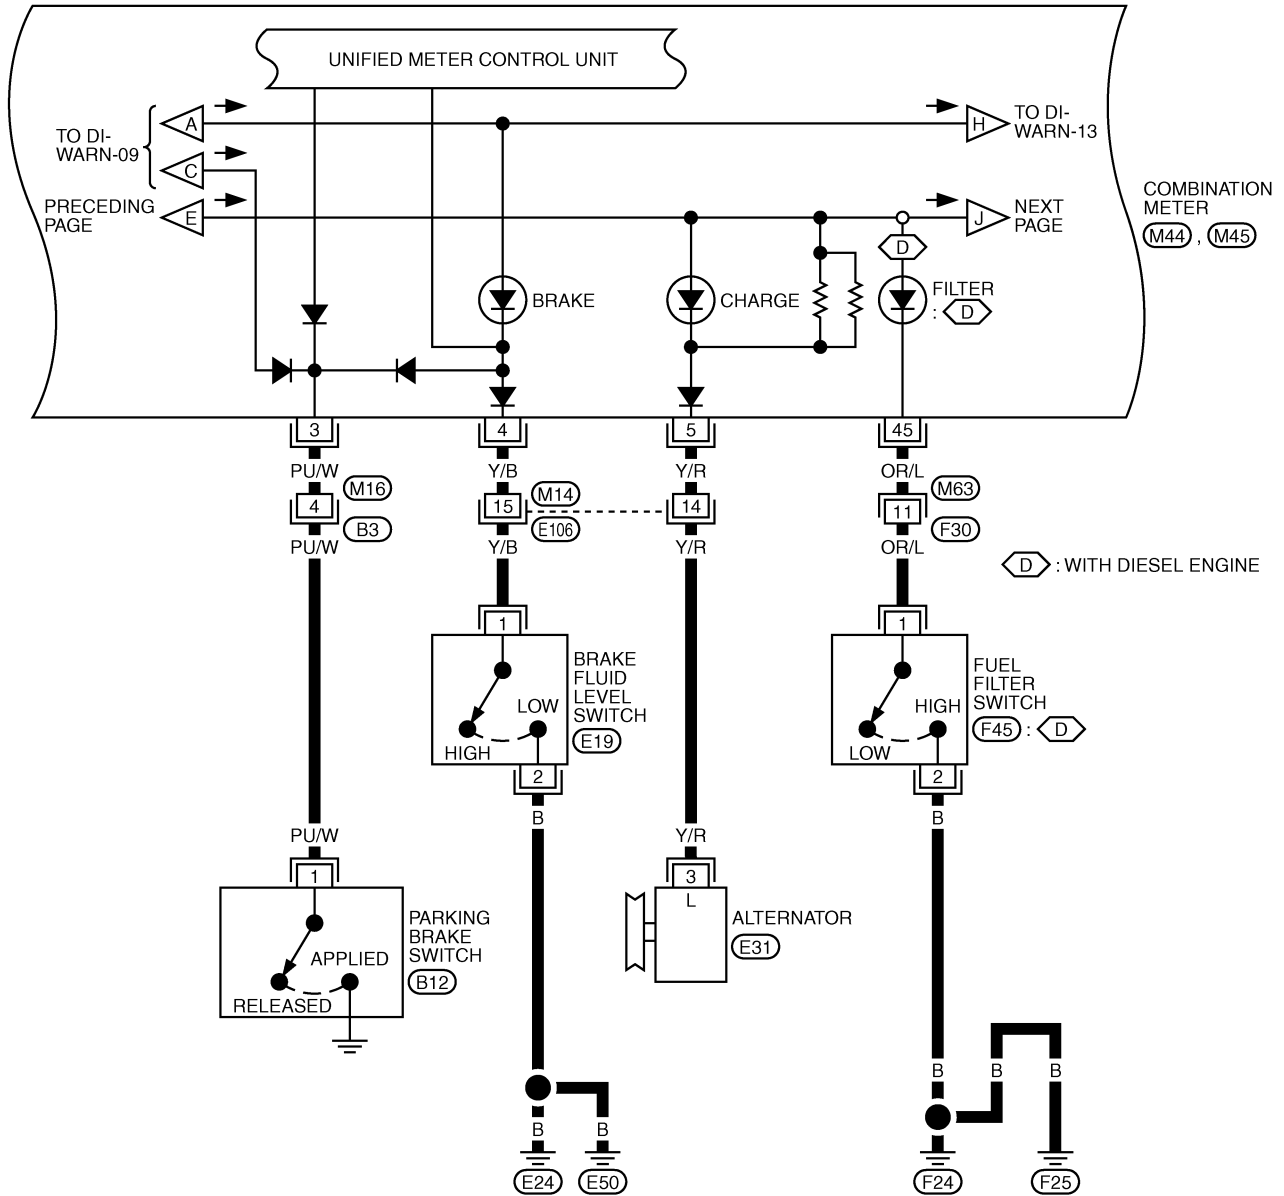 UNIFIED METER CONTROL UNIT
TO DI-
WARN-09
A
C
PRECEDING
PAGE
E
H
TO DI-
WARN-13
J
NEXT
PAGE
COMBINATION
METER
M44 , M45
D
BRAKE
CHARGE
FILTER
: D
3
4
5
45
PU/W
Y/B
Y/R
OR/L
4
M16
B3
15
M14
E106
14
11
M63
F30
PU/W
Y/B
Y/R
OR/L
D : WITH DIESEL ENGINE
1
1
BRAKE
FLUID
LEVEL
SWITCH
E19
LOW
HIGH
2
FUEL
FILTER
SWITCH
F45 : D
HIGH
LOW
2
B
B
PU/W
Y/R
1
3
L
PARKING
BRAKE
SWITCH
B12
APPLIED
RELEASED
ALTERNATOR
E31
B
B
B
B
B
E24
E50
F24
F25